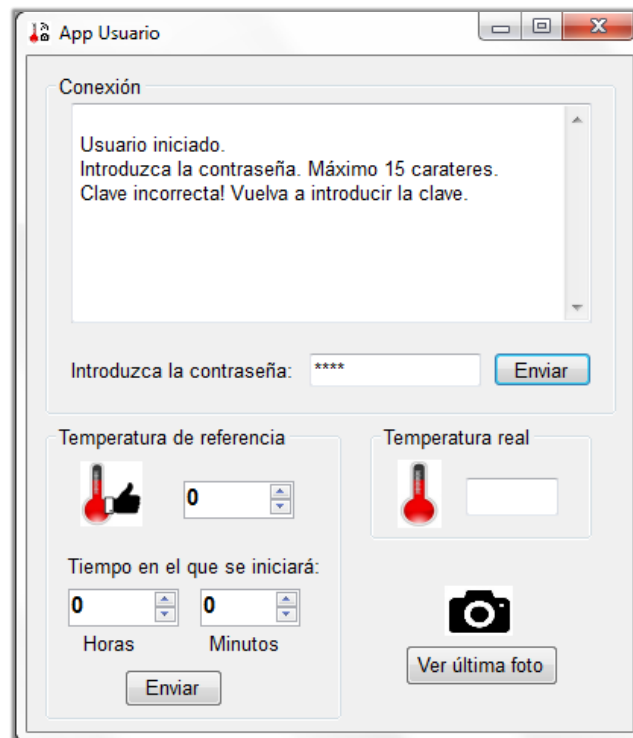 App Usuario
Conexión
Usuario iniciado.
Introduzca la contraseña. Máximo 15 carateres.
Clave incorrecta! Vuelva a introducir la clave.
Introduzca la contraseña: **** Enviar
Temperatura de referencia
Temperatura real
0
Tiempo en el que se iniciará:
0 0
Horas Minutos
Enviar
Ver última foto